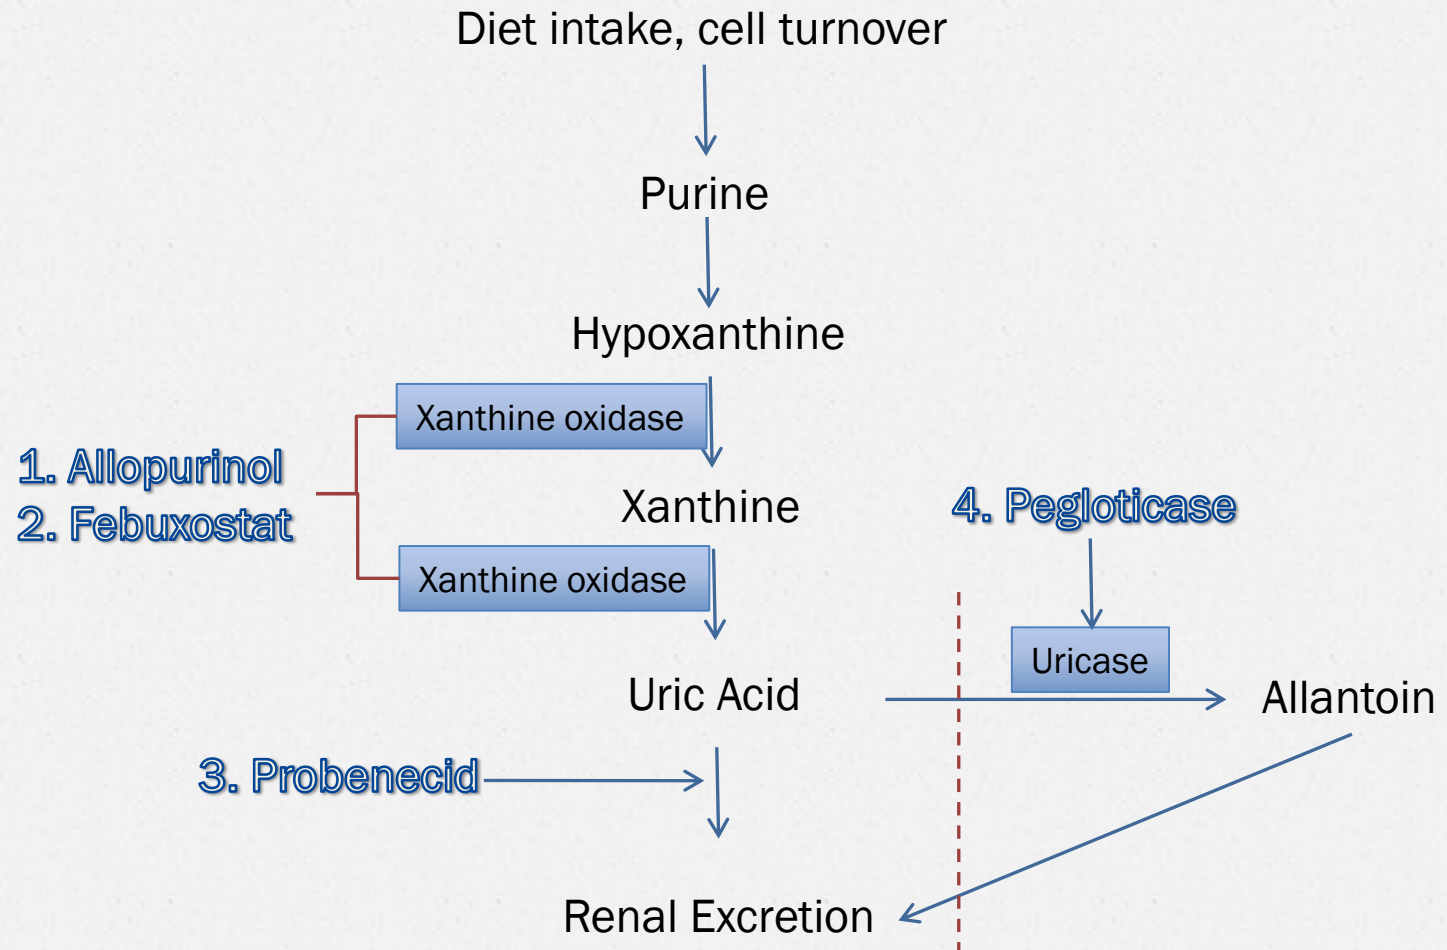 Diet intake, cell turnover
Purine
Hypoxanthine
Xanthine oxidase
1. Allopurinol
2. Febuxostat
Xanthine
4. Pegloticase
Xanthine oxidase
Uricase
Uric Acid
Allantoin
3. Probenecid
Renal Excretion